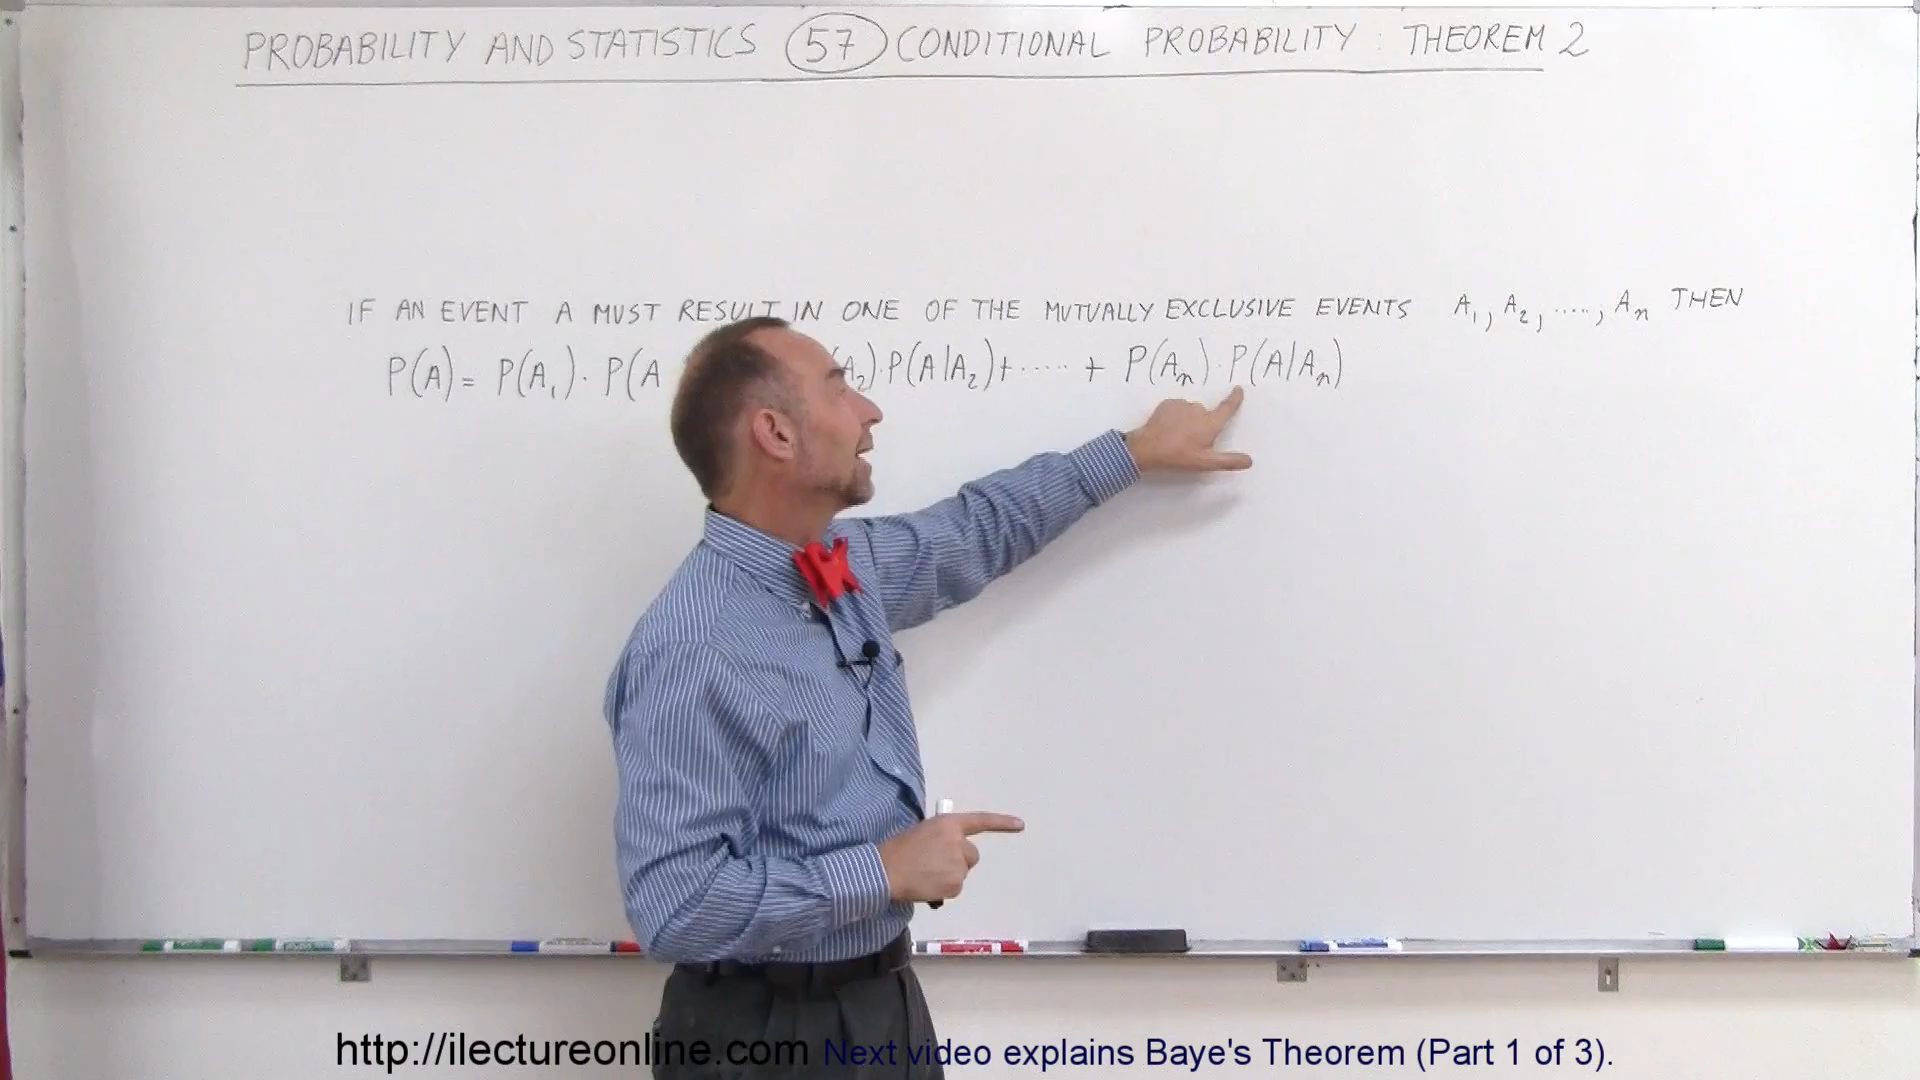 PROBABILITY AND STATISTICS 57 CONDITIONAL PROBABILITY : THEOREM 2
IF AN EVENT A MUST RESULT IN ONE OF THE MUTUALLY EXCLUSIVE EVENTS A₁, A₂, ....., Aₙ THEN
P(A) = P(A₁) · P(A A₂) · P(A|A₂) + ····· + P(Aₙ) · P(A|Aₙ)
http://ilectureonline.com Next video explains Baye's Theorem (Part 1 of 3).